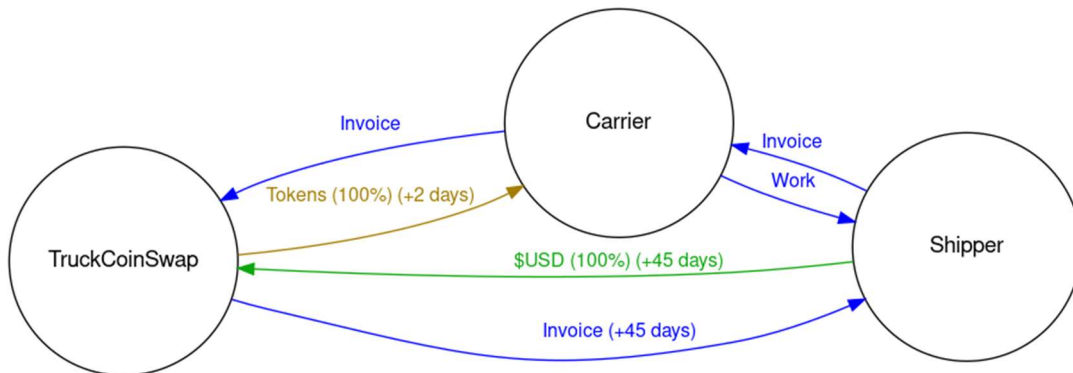 Carrier
Invoice
Invoice
Work
Tokens (100%) (+2 days)
TruckCoinSwap
Shipper
$USD (100%) (+45 days)
Invoice (+45 days)